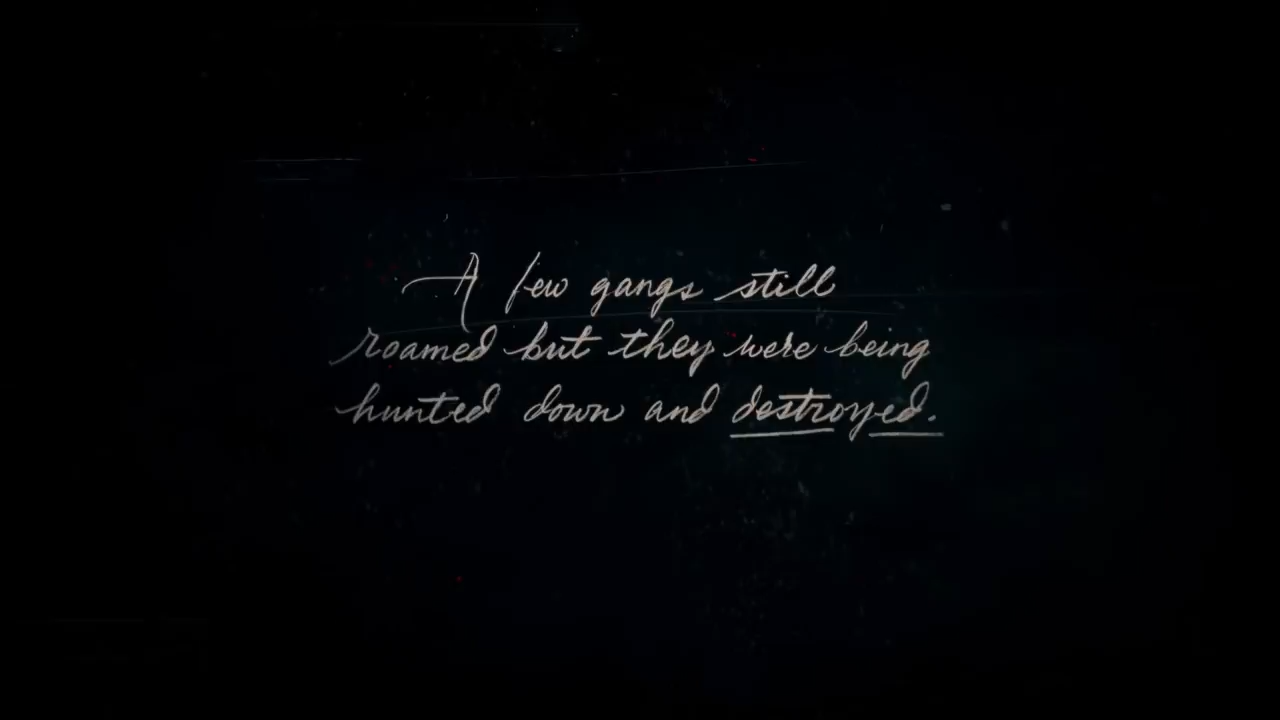 A few gangs still
roamed but they were being
hunted down and destroyed.